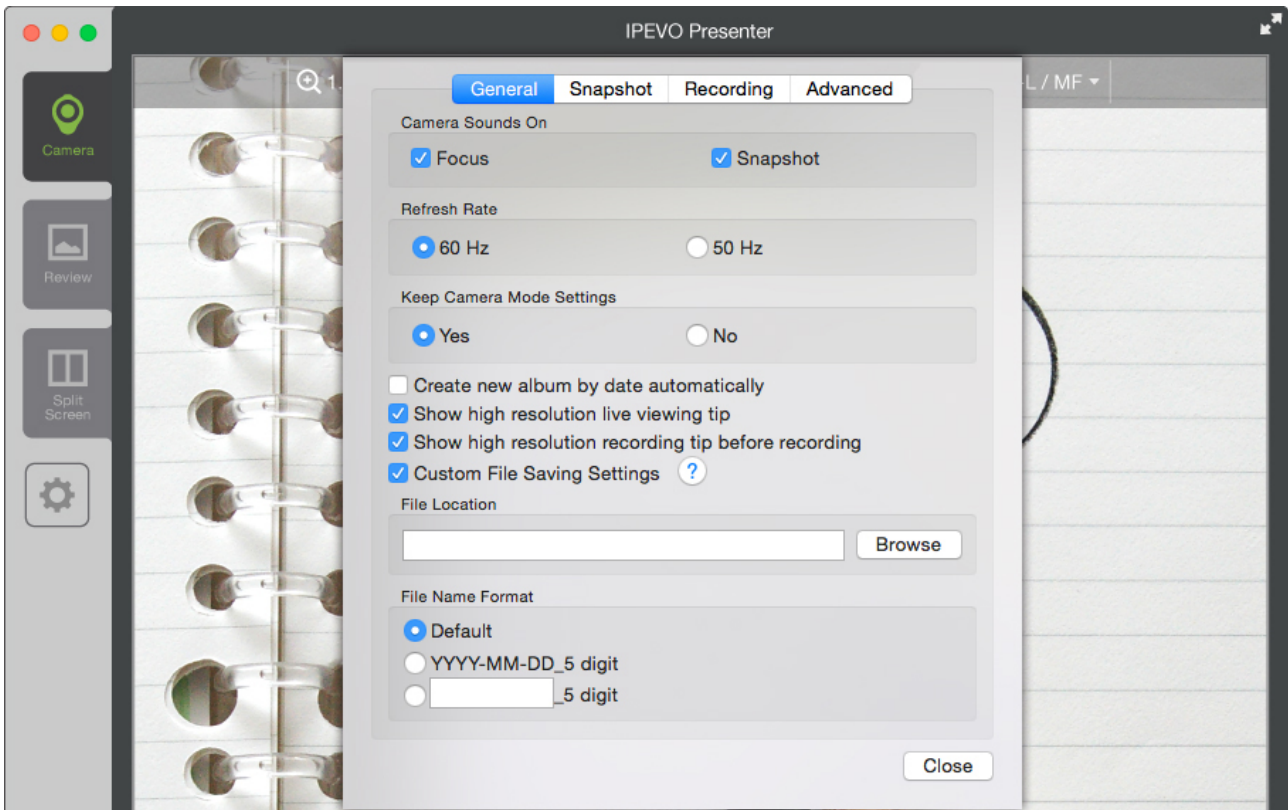 IPEVO Presenter
1.
-L / MF
General Snapshot Recording Advanced
Camera Sounds On
Focus Snapshot
Refresh Rate
60 Hz 50 Hz
Keep Camera Mode Settings
Yes No
Create new album by date automatically
Show high resolution live viewing tip
Show high resolution recording tip before recording
Custom File Saving Settings ?
File Location
Browse
File Name Format
Default
YYYY-MM-DD_5 digit
_5 digit
Close
Camera
Review
Split
Screen